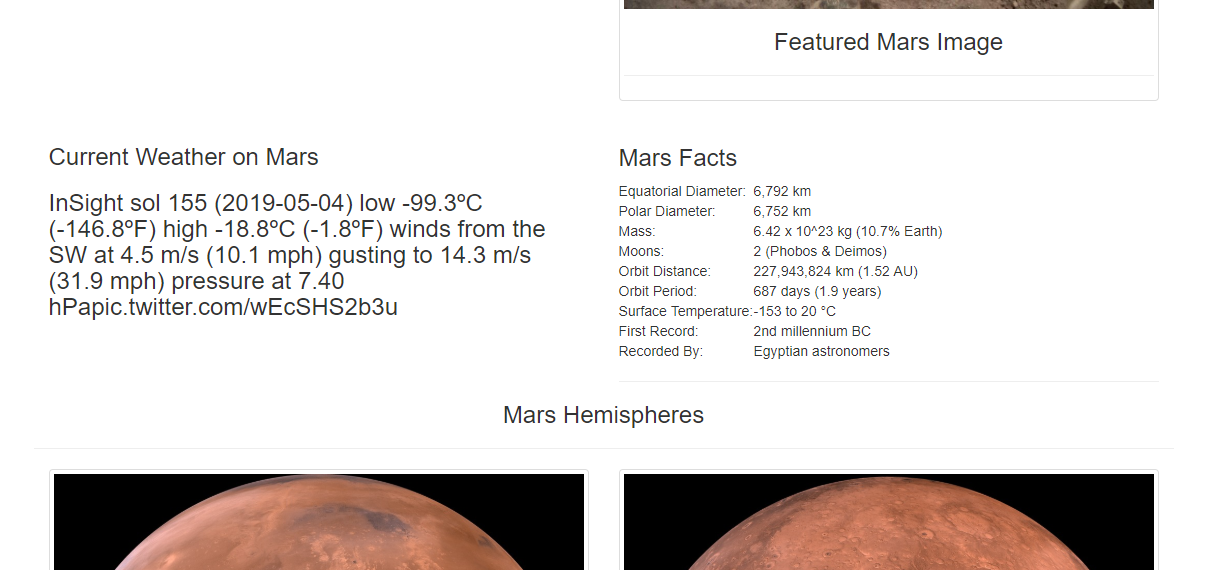 Featured Mars Image
Current Weather on Mars
InSight sol 155 (2019-05-04) low -99.3ºC
(-146.8ºF) high -18.8ºC (-1.8ºF) winds from the
SW at 4.5 m/s (10.1 mph) gusting to 14.3 m/s
(31.9 mph) pressure at 7.40
hPapic.twitter.com/wEcSHS2b3u
Mars Facts
Equatorial Diameter: 6,792 km
Polar Diameter: 6,752 km
Mass: 6.42 x 10^23 kg (10.7% Earth)
Moons: 2 (Phobos & Deimos)
Orbit Distance: 227,943,824 km (1.52 AU)
Orbit Period: 687 days (1.9 years)
Surface Temperature: -153 to 20 °C
First Record: 2nd millennium BC
Recorded By: Egyptian astronomers
Mars Hemispheres